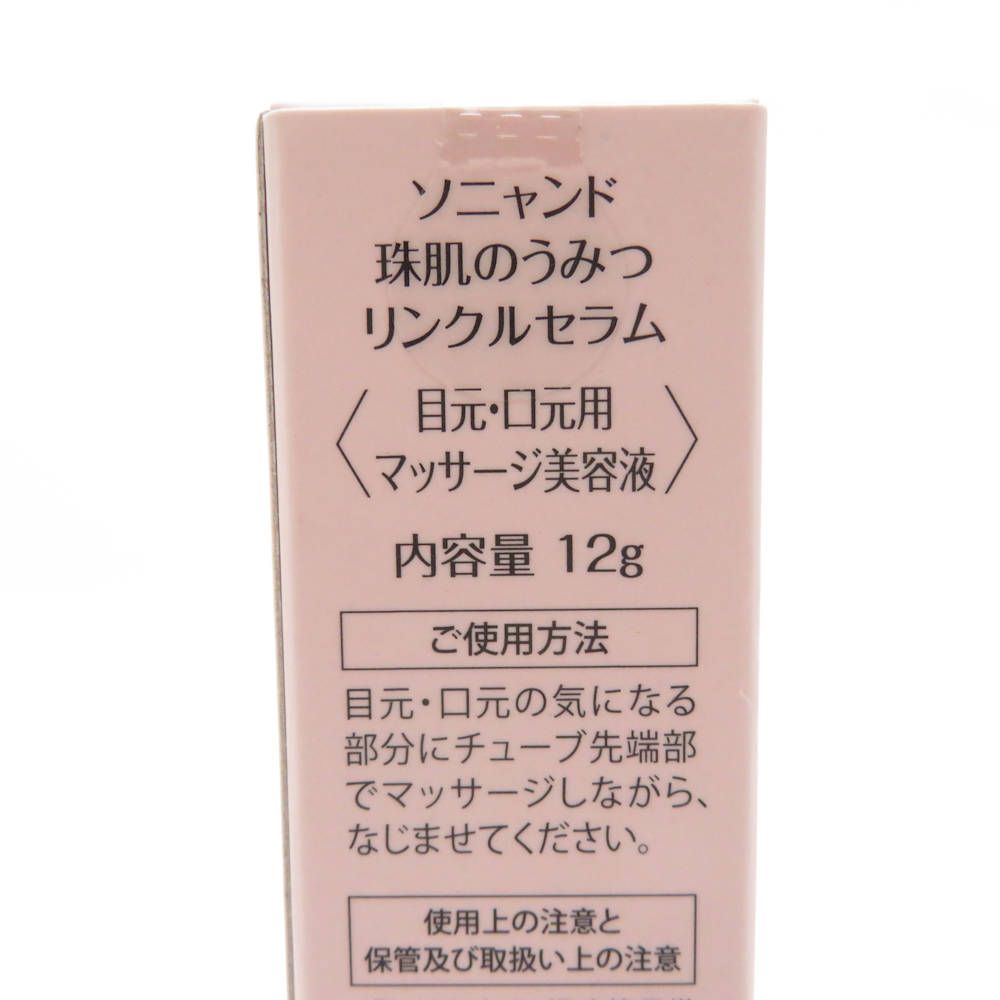 ソニャンド
珠肌のうみつ
リンクルセラム
〈目元・口元用
マッサージ美容液〉
内容量 12g
ご使用方法
目元・口元の気になる
部分にチューブ先端部
でマッサージしながら、
なじませてください。
使用上の注意と
保管及び取扱い上の注意